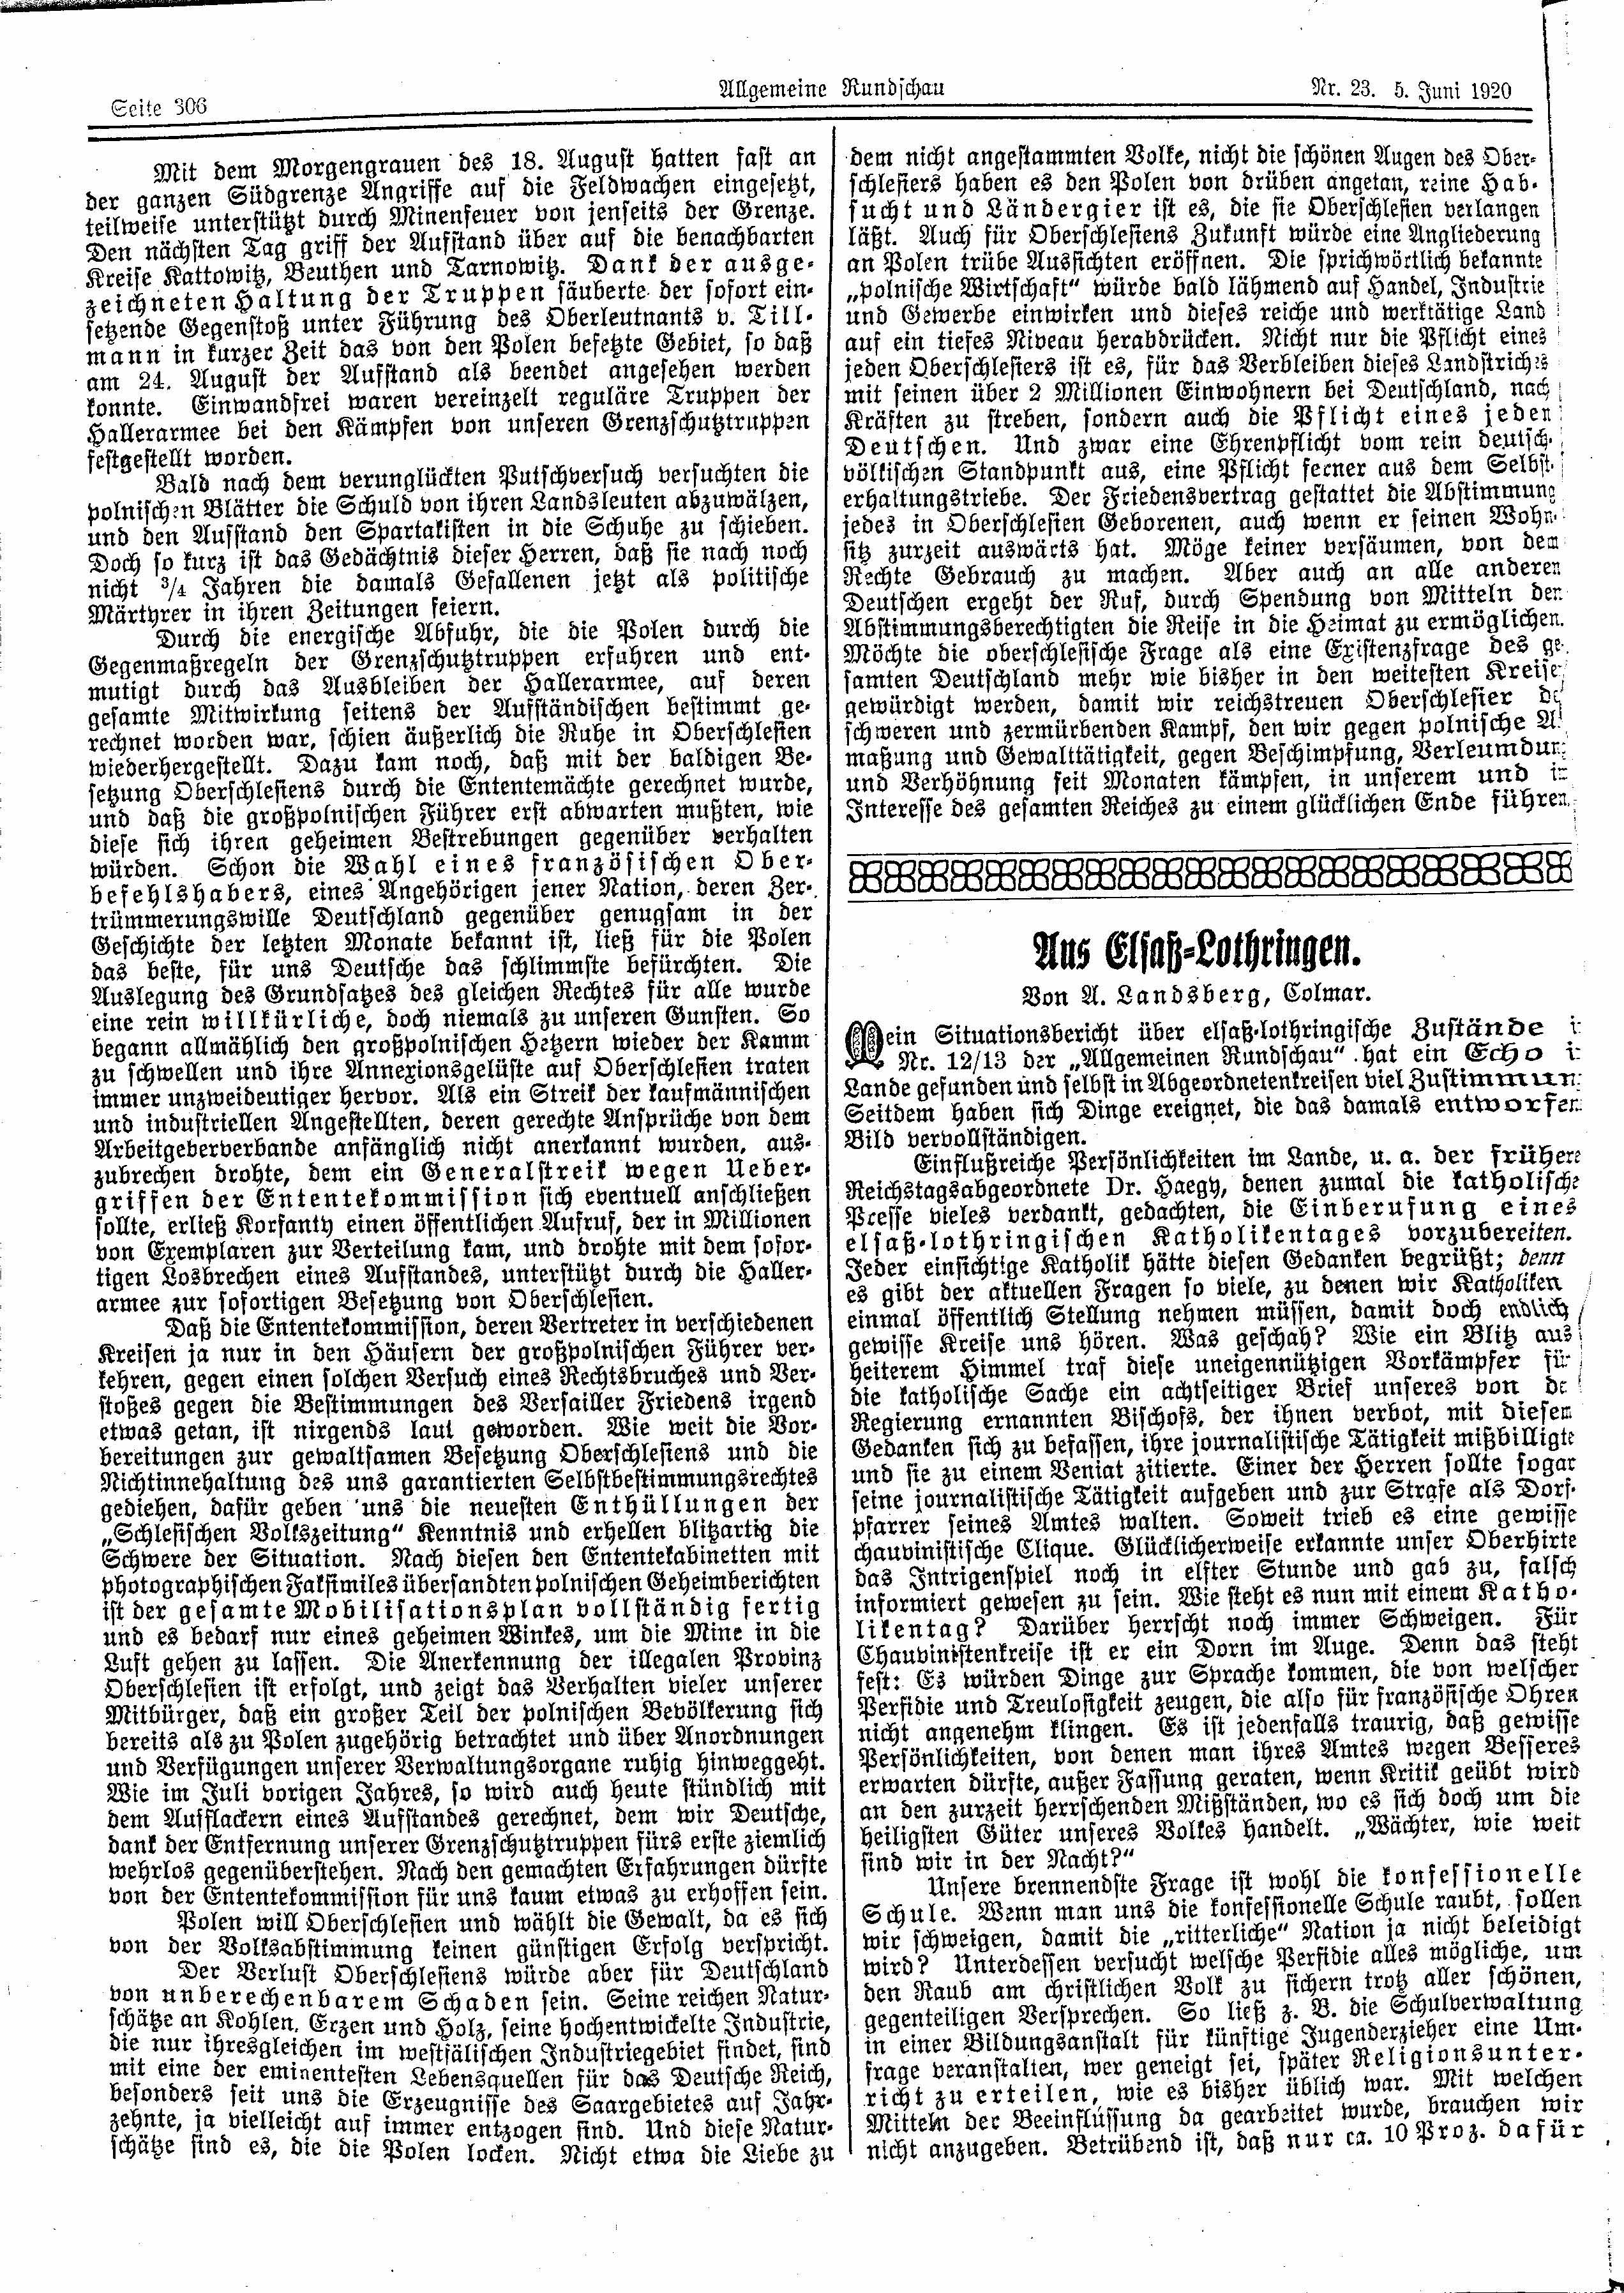 Seite 306
Allgemeine Rundschau
Nr. 23. 5. Juni 1920
Mit dem Morgengrauen des 18. August hatten fast an
der ganzen Südgrenze Angriffe auf die Feldwachen eingesetzt,
teilweise unterstützt durch Minenfeuer von jenseits der Grenze.
Den nächsten Tag griff der Aufstand über auf die benachbarten
Kreise Kattowitz, Beuthen und Tarnowitz. Dank der ausge-
zeichneten Haltung der Truppen säuberte der sofort ein-
setzende Gegenstoß unter Führung des Oberleutnants v. Till-
mann in kurzer Zeit das von den Polen besetzte Gebiet, so daß
am 24. August der Aufstand als beendet angesehen werden
konnte. Einwandfrei waren vereinzelt reguläre Truppen der
Hallerarmee bei den Kämpfen von unseren Grenzschutztruppen
festgestellt worden.
Bald nach dem verunglückten Putschversuch versuchten die
polnischen Blätter die Schuld von ihren Landsleuten abzuwälzen,
und den Aufstand den Spartakisten in die Schuhe zu schieben.
Doch so kurz ist das Gedächtnis dieser Herren, daß sie nach noch
nicht 3/4 Jahren die damals Gefallenen jetzt als politische
Märtyrer in ihren Zeitungen feiern.
Durch die energische Abfuhr, die die Polen durch die
Gegenmaßregeln der Grenzschutztruppen erfuhren und ent-
mutigt durch das Ausbleiben der Hallerarmee, auf deren
gesamte Mitwirkung seitens der Aufständischen bestimmt ge-
rechnet worden war, schien äußerlich die Ruhe in Oberschlesien
wiederhergestellt. Dazu kam noch, daß mit der baldigen Be-
setzung Oberschlesiens durch die Ententemächte gerechnet wurde,
und daß die großpolnischen Führer erst abwarten mußten, wie
diese sich ihren geheimen Bestrebungen gegenüber verhalten
würden. Schon die Wahl eines französischen Ober-
befehlshabers, eines Angehörigen jener Nation, deren Zer-
trümmerungswille Deutschland gegenüber genugsam in der
Geschichte der letzten Monate bekannt ist, ließ für die Polen
das beste, für uns Deutsche das schlimmste befürchten. Die
Auslegung des Grundsatzes des gleichen Rechtes für alle wurde
eine rein willkürliche, doch niemals zu unseren Gunsten. So
begann allmählich den großpolnischen Hetzern wieder der Kamm
zu schwellen und ihre Annexionsgelüste auf Oberschlesien traten
immer unzweideutiger hervor. Als ein Streik der kaufmännischen
und industriellen Angestellten, deren gerechte Ansprüche von dem
Arbeitgeberverbande anfänglich nicht anerkannt wurden, aus-
zubrechen drohte, dem ein Generalstreik wegen Ueber-
griffen der Ententekommission sich eventuell anschließen
sollte, erließ Korfanty einen öffentlichen Aufruf, der in Millionen
von Exemplaren zur Verteilung kam, und drohte mit dem sofor-
tigen Losbrechen eines Aufstandes, unterstützt durch die Haller-
armee zur sofortigen Besetzung von Oberschlesien.
Daß die Ententekommission, deren Vertreter in verschiedenen
Kreisen ja nur in den Häusern der großpolnischen Führer ver-
kehren, gegen einen solchen Versuch eines Rechtsbruches und Ver-
stoßes gegen die Bestimmungen des Versailler Friedens irgend
etwas getan, ist nirgends laut geworden. Wie weit die Vor-
bereitungen zur gewaltsamen Besetzung Oberschlesiens und die
Nichtinnehaltung des uns garantierten Selbstbestimmungsrechtes
gediehen, dafür geben uns die neuesten Enthüllungen der
„Schlesischen Volkszeitung“ Kenntnis und erhellen blitzartig die
Schwere der Situation. Nach diesen den Ententekabinetten mit
photographischen Faksimiles übersandten polnischen Geheimberichten
ist der gesamte Mobilisationsplan vollständig fertig
und es bedarf nur eines geheimen Winkes, um die Mine in die
Luft gehen zu lassen. Die Anerkennung der illegalen Provinz
Oberschlesien ist erfolgt, und zeigt das Verhalten vieler unserer
Mitbürger, daß ein großer Teil der polnischen Bevölkerung sich
bereits als zu Polen zugehörig betrachtet und über Anordnungen
und Verfügungen unserer Verwaltungsorgane ruhig hinweggeht.
Wie im Juli vorigen Jahres, so wird auch heute stündlich mit
dem Aufflackern eines Aufstandes gerechnet, dem wir Deutsche,
dank der Entfernung unserer Grenzschutztruppen fürs erste ziemlich
wehrlos gegenüberstehen. Nach den gemachten Erfahrungen dürfte
von der Ententekommission für uns kaum etwas zu erhoffen sein.
Polen will Oberschlesien und wählt die Gewalt, da es sich
von der Volksabstimmung keinen günstigen Erfolg verspricht.
Der Verlust Oberschlesiens würde aber für Deutschland
von unberechenbarem Schaden sein. Seine reichen Natur-
schätze an Kohlen, Erzen und Holz, seine hochentwickelte Industrie,
die nur ihresgleichen im westfälischen Industriegebiet findet, sind
mit eine der eminentesten Lebensquellen für das Deutsche Reich,
besonders seit uns die Erzeugnisse des Saargebietes auf Jahr-
zehnte, ja vielleicht auf immer entzogen sind. Und diese Natur-
schätze sind es, die die Polen locken. Nicht etwa die Liebe zu
dem nicht angestammten Volke, nicht die schönen Augen des Ober-
schlesiers haben es den Polen von drüben angetan, reine Hab-
sucht und Ländergier ist es, die sie Oberschlesien verlangen
läßt. Auch für Oberschlesiens Zukunft würde eine Angliederung
an Polen trübe Aussichten eröffnen. Die sprichwörtlich bekannte
„polnische Wirtschaft“ würde bald lähmend auf Handel, Industrie
und Gewerbe einwirken und dieses reiche und werktätige Land
auf ein tiefes Niveau herabdrücken. Nicht nur die Pflicht eines
jeden Oberschlesiers ist es, für das Verbleiben dieses Landstriches
mit seinen über 2 Millionen Einwohnern bei Deutschland, nach
Kräften zu streben, sondern auch die Pflicht eines jeden
Deutschen. Und zwar eine Ehrenpflicht vom rein deutsch-
völkischen Standpunkt aus, eine Pflicht ferner aus dem Selbst-
erhaltungstriebe. Der Friedensvertrag gestattet die Abstimmung
jedes in Oberschlesien Geborenen, auch wenn er seinen Wohn-
sitz zurzeit auswärts hat. Möge keiner versäumen, von dem
Rechte Gebrauch zu machen. Aber auch an alle anderen
Deutschen ergeht der Ruf, durch Spendung von Mitteln den
Abstimmungsberechtigten die Reise in die Heimat zu ermöglichen.
Möchte die oberschlesische Frage als eine Existenzfrage des ge-
samten Deutschland mehr wie bisher in den weitesten Kreise
gewürdigt werden, damit wir reichstreuen Oberschlesier de
schweren und zermürbenden Kampf, den wir gegen polnische A
maßung und Gewalttätigkeit, gegen Beschimpfung, Verleumdun
und Verhöhnung seit Monaten kämpfen, in unserem und i
Interesse des gesamten Reiches zu einem glücklichen Ende führen.
Aus Elsaß-Lothringen.
Von A. Landsberg, Colmar.
Mein Situationsbericht über elsaß-lothringische Zustände i
Nr. 12/13 der „Allgemeinen Rundschau“ hat ein Echo i
Lande gefunden und selbst in Abgeordnetenkreisen viel Zustimmun
Seitdem haben sich Dinge ereignet, die das damals entworfen
Bild vervollständigen.
Einflußreiche Persönlichkeiten im Lande, u. a. der frühere
Reichstagsabgeordnete Dr. Haegy, denen zumal die katholische
Presse vieles verdankt, gedachten, die Einberufung eines
elsaß-lothringischen Katholikentages vorzubereiten.
Jeder einsichtige Katholik hätte diesen Gedanken begrüßt; denn
es gibt der aktuellen Fragen so viele, zu denen wir Katholiken
einmal öffentlich Stellung nehmen müssen, damit doch endlich
gewisse Kreise uns hören. Was geschah? Wie ein Blitz aus
heiterem Himmel traf diese uneigennützigen Vorkämpfer für
die katholische Sache ein achtseitiger Brief unseres von de
Regierung ernannten Bischofs, der ihnen verbot, mit diesen
Gedanken sich zu befassen, ihre journalistische Tätigkeit mißbilligte
und sie zu einem Veniat zitierte. Einer der Herren sollte sogar
seine journalistische Tätigkeit aufgeben und zur Strafe als Dorf-
pfarrer seines Amtes walten. Soweit trieb es eine gewisse
chauvinistische Clique. Glücklicherweise erkannte unser Oberhirte
das Intrigenspiel noch in elfter Stunde und gab zu, falsch
informiert gewesen zu sein. Wie steht es nun mit einem Katho-
likentag? Darüber herrscht noch immer Schweigen. Für
Chauvinistenkreise ist er ein Dorn im Auge. Denn das steht
fest: Es würden Dinge zur Sprache kommen, die von welscher
Perfidie und Treulosigkeit zeugen, die also für französische Ohren
nicht angenehm klingen. Es ist jedenfalls traurig, daß gewisse
Persönlichkeiten, von denen man ihres Amtes wegen Besseres
erwarten dürfte, außer Fassung geraten, wenn Kritik geübt wird
an den zurzeit herrschenden Mißständen, wo es sich doch um die
heiligsten Güter unseres Volkes handelt. „Wächter, wie weit
sind wir in der Nacht?“
Unsere brennendste Frage ist wohl die konfessionelle
Schule. Wenn man uns die konfessionelle Schule raubt, sollen
wir schweigen, damit die „ritterliche“ Nation ja nicht beleidigt
wird? Unterdessen versucht welsche Perfidie alles mögliche, um
den Raub am christlichen Volk zu sichern trotz aller schönen,
gegenteiligen Versprechen. So ließ z. B. die Schulverwaltung
in einer Bildungsanstalt für künftige Jugenderzieher eine Um-
frage veranstalten, wer geneigt sei, später Religionsunter-
richt zu erteilen, wie es bisher üblich war. Mit welchen
Mitteln der Beeinflussung da gearbeitet wurde, brauchen wir
nicht anzugeben. Betrübend ist, daß nur ca. 10 Proz. dafür